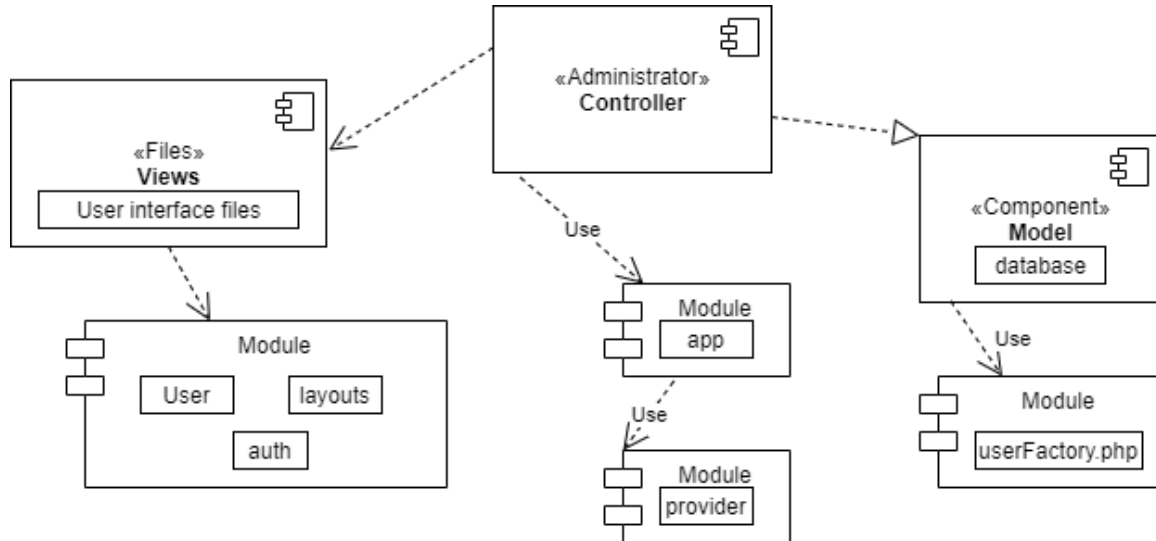 «Administrator»
Controller
«Files»
Views
User interface files
«Component»
Model
database
Use
Module
app
Use
Module
provider
Module
User
layouts
auth
Use
Module
userFactory.php